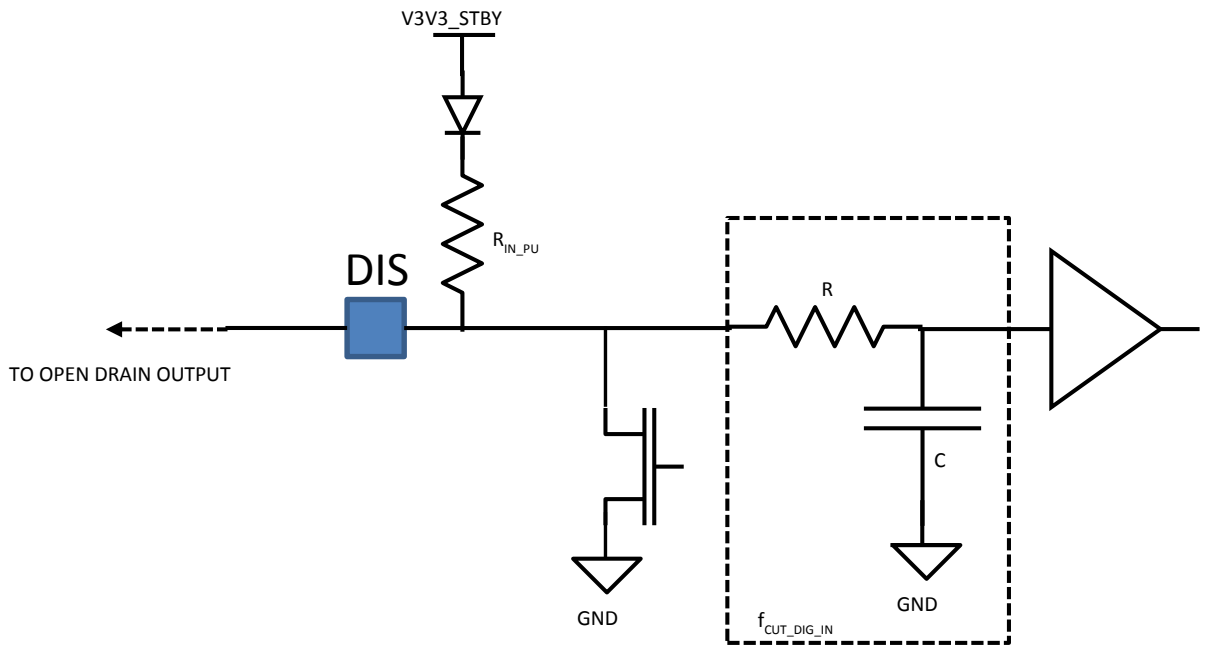 V3V3_STBY
R_IN_PU
DIS
R
TO OPEN DRAIN OUTPUT
C
GND
GND
f_CUT_DIG_IN